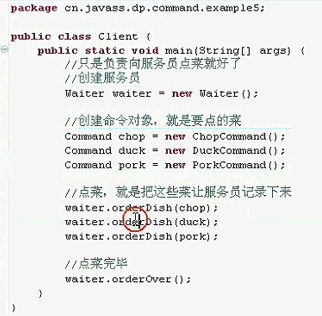 package cn.javass.dp.command.example5;
public class Client {
public static void main(String[] args) {
//只是负责向服务员点菜就好了
//创建服务员
Waiter waiter = new Waiter();
//创建命令对象，就是要点的菜
Command chop = new ChopCommand();
Command duck = new DuckCommand();
Command pork = new PorkCommand();
//点菜，就是把这些菜让服务员记录下来
waiter.orderDish(chop);
waiter.orderDish(duck);
waiter.orderDish(pork);
//点菜完毕
waiter.orderOver();
}
}